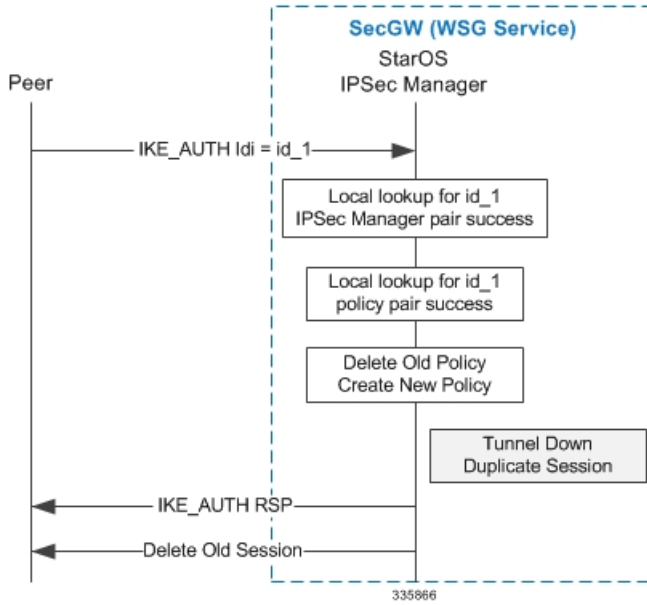 SecGW (WSG Service)
StarOS
IPSec Manager
Peer
IKE_AUTH Idi = id_1
Local lookup for id_1
IPSec Manager pair success
Local lookup for id_1
policy pair success
Delete Old Policy
Create New Policy
Tunnel Down
Duplicate Session
IKE_AUTH RSP
Delete Old Session
335866